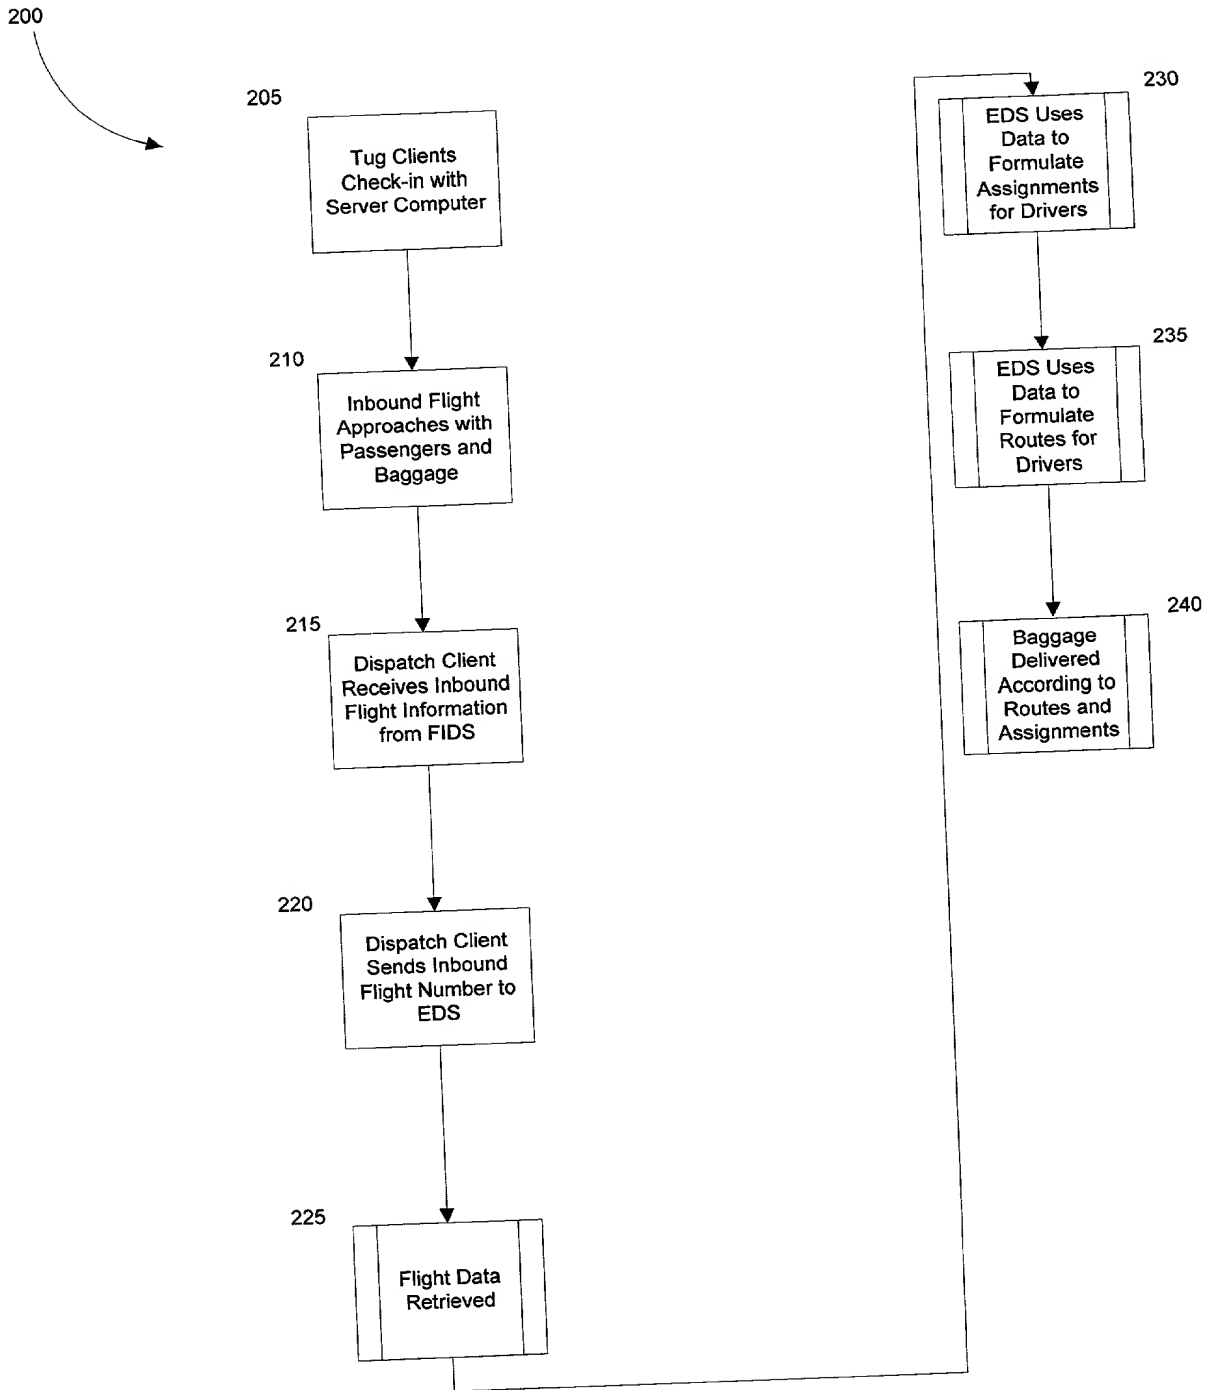 200
205
Tug Clients
Check-in with
Server Computer
210
Inbound Flight
Approaches with
Passengers and
Baggage
215
Dispatch Client
Receives Inbound
Flight Information
from FIDS
220
Dispatch Client
Sends Inbound
Flight Number to
EDS
225
Flight Data
Retrieved
230
EDS Uses
Data to
Formulate
Assignments
for Drivers
235
EDS Uses
Data to
Formulate
Routes for
Drivers
240
Baggage
Delivered
According to
Routes and
Assignments